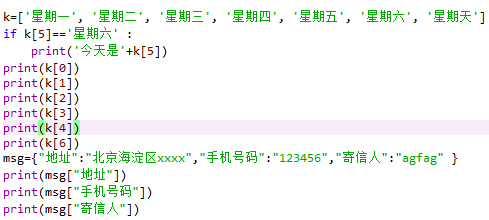 k=['星期一', '星期二', '星期三', '星期四', '星期五', '星期六', '星期天']
if k[5]=='星期六' :
    print('今天是'+k[5])
print(k[0])
print(k[1])
print(k[2])
print(k[3])
print(k[4])
print(k[6])
msg={"地址":"北京海淀区xxxx","手机号码":"123456","寄信人":"agfag" }
print(msg["地址"])
print(msg["手机号码"])
print(msg["寄信人"])